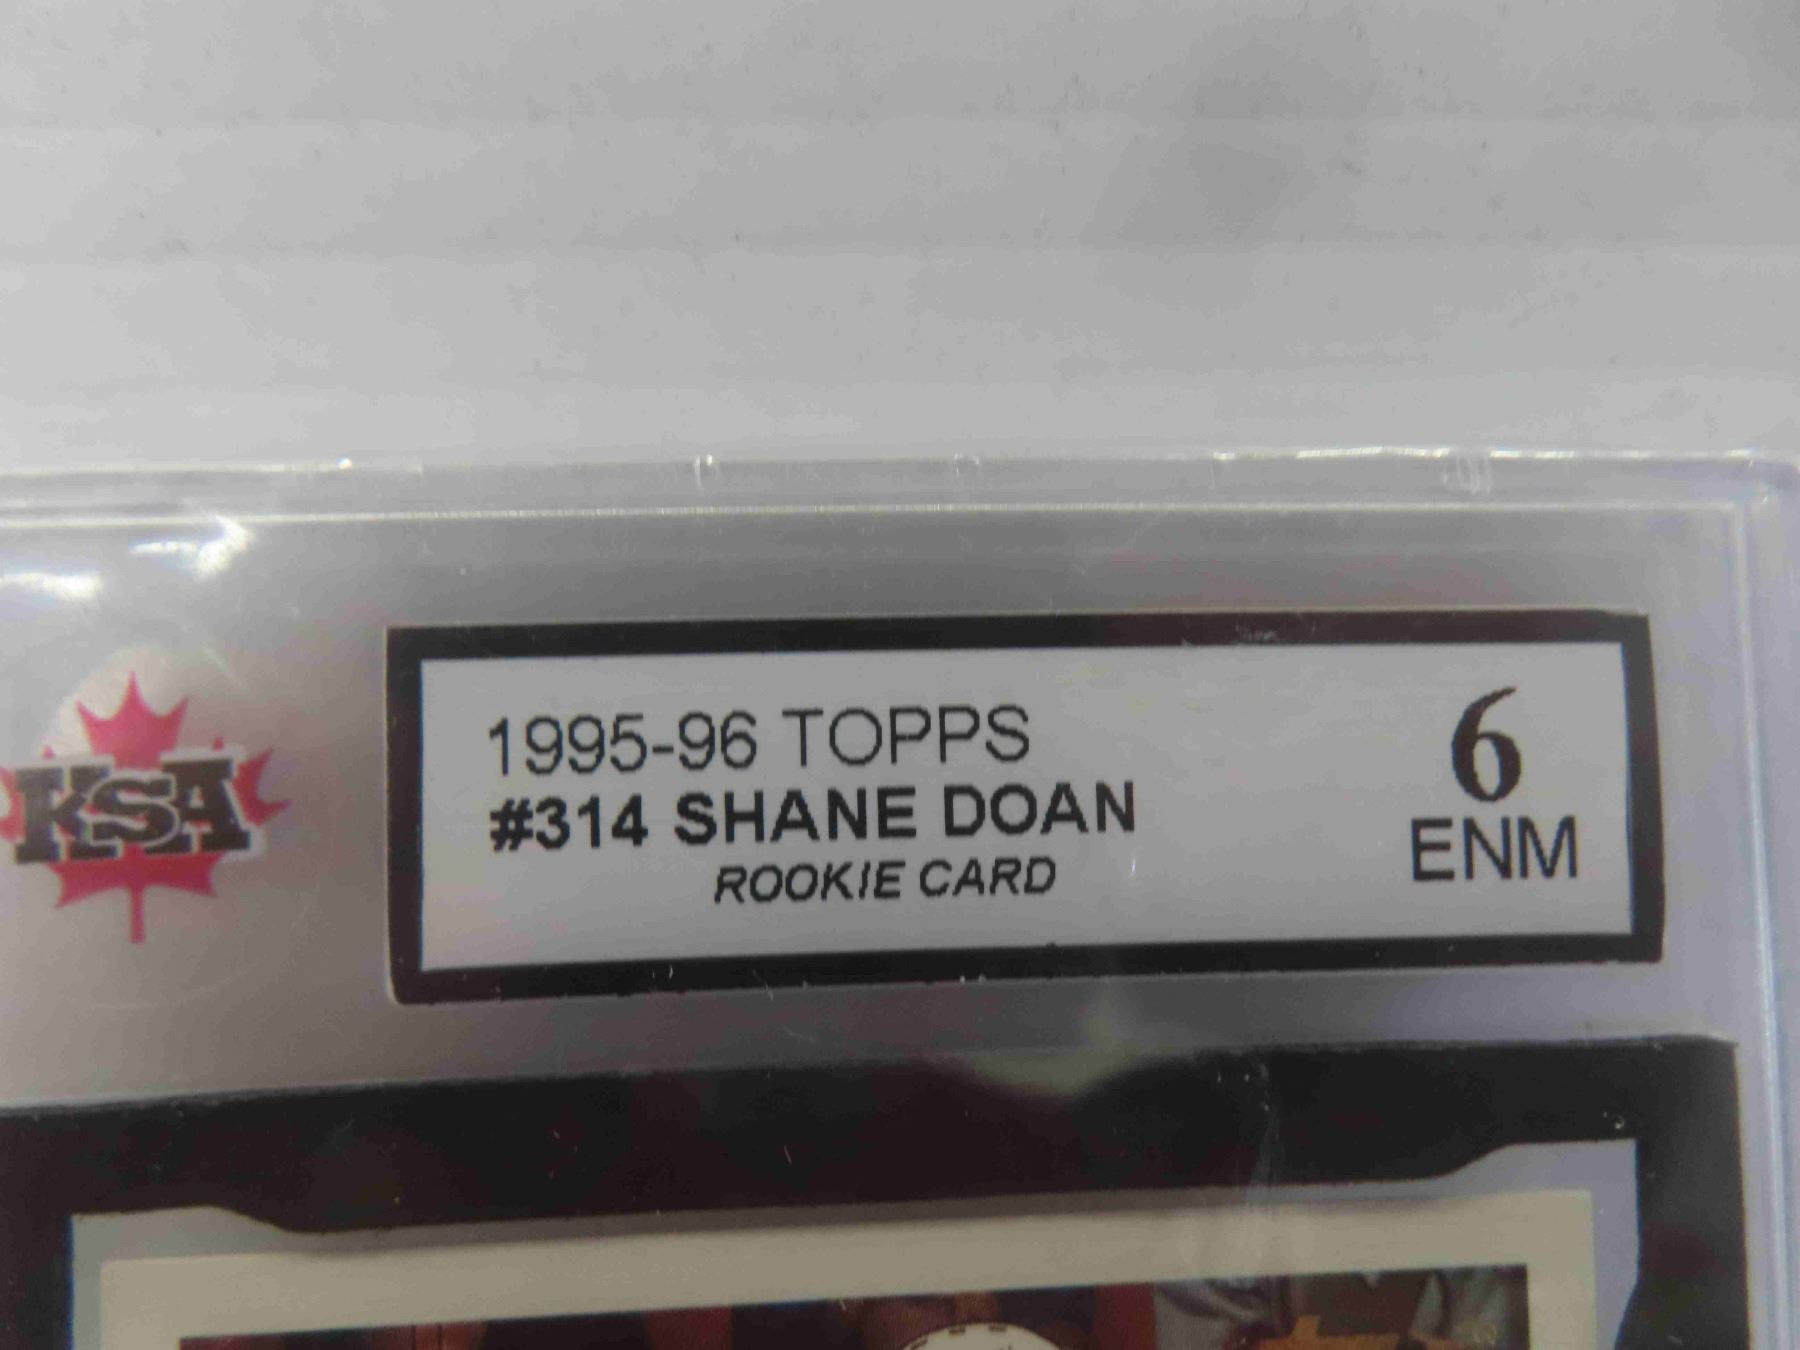 KSA
1995-96 TOPPS
#314 SHANE DOAN
ROOKIE CARD
6
ENM